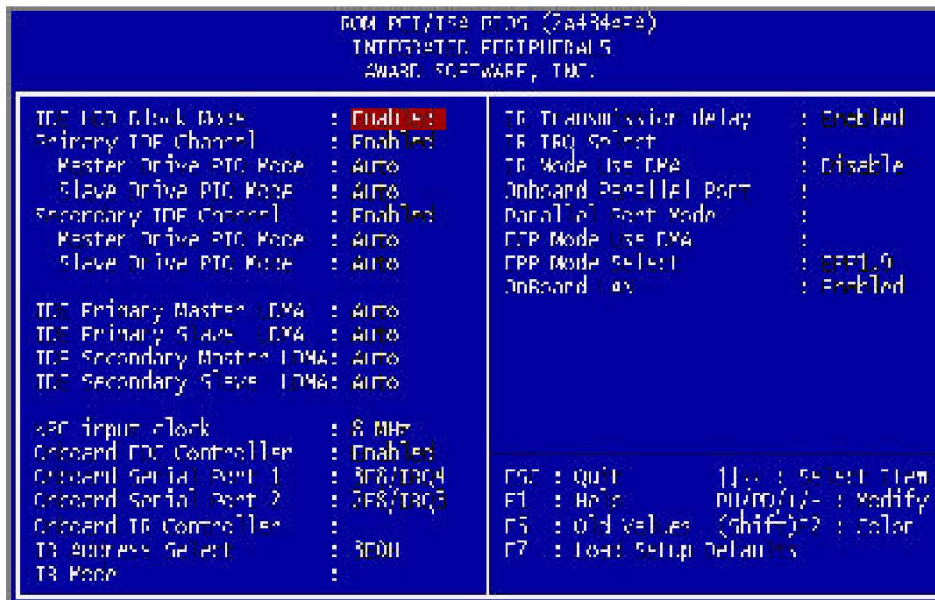 ROM PCI/ISA BIOS (2a434efa)
INTEGRATED PERIPHERALS
AWARD SOFTWARE, INC.
IDE HDD Block Mode : Enabled
Primary IDE Channel : Enabled
Master Drive PIO Mode : Auto
Slave Drive PIO Mode : Auto
Secondary IDE Channel : Enabled
Master Drive PIO Mode : Auto
Slave Drive PIO Mode : Auto
IDE Primary Master UDMA : Auto
IDE Primary Slave UDMA : Auto
IDE Secondary Master UDMA: Auto
IDE Secondary Slave UDMA: Auto
KBC input clock : 8 MHz
Onboard FDC Controller : Enabled
Onboard Serial Port 1 : 3F8/IRQ4
Onboard Serial Port 2 : 2F8/IRQ3
Onboard IR Controller :
IR Address Select :
IR Mode :
IR Transmission delay : Enabled
IR IRQ Select :
IR Mode Use DMA : Disable
Onboard Parallel Port :
Parallel Port Mode :
ECP Mode Use DMA :
EPP Mode Select : EPP1.9
OnBoard LAN : Enabled
ESC : Quit : Select Item
F1 : Help PU/PD/+/- : Modify
F5 : Old Values (Shift)F2 : Color
F7 : Load Setup Defaults